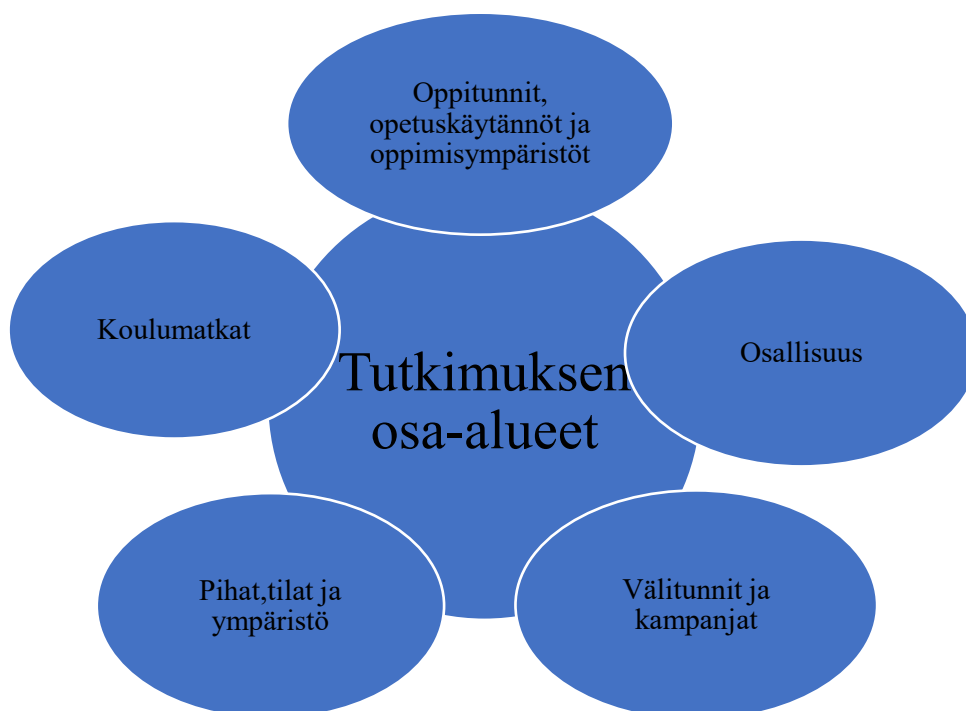 Oppitunnit,
opetuskäytännöt ja
oppimisympäristöt
Koulumatkat
Osallisuus
Tutkimuksen
osa-alueet
Pihat,tilat ja
ympäristö
Välitunnit ja
kampanjat